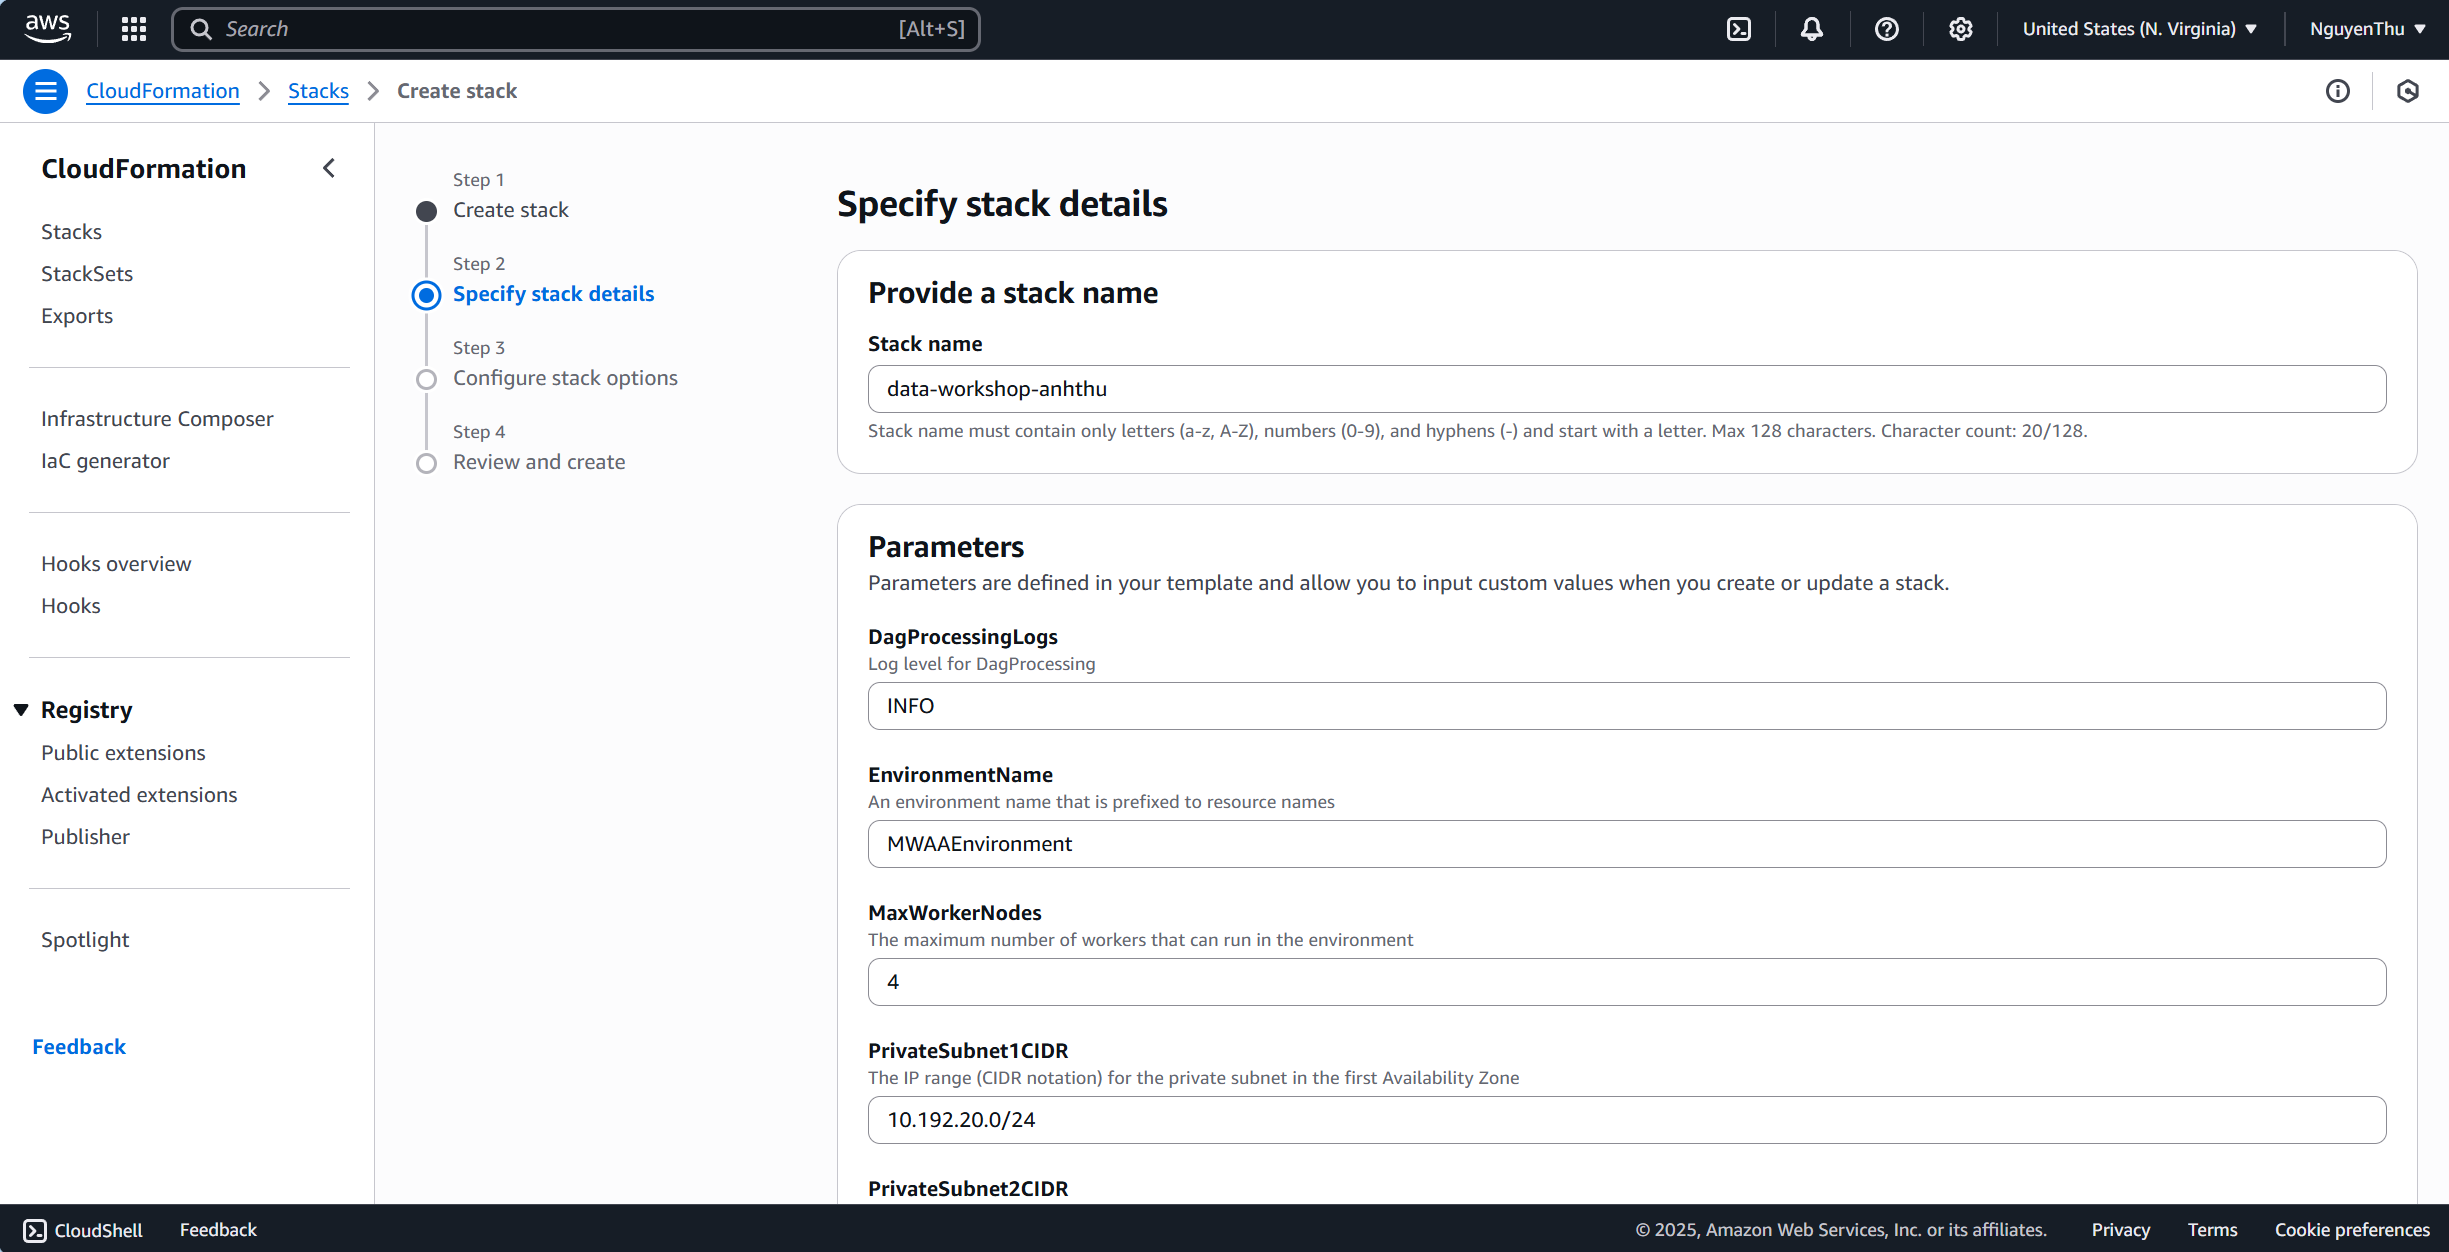 aws
Search
[Alt+S]
United States (N. Virginia)
NguyenThu
CloudFormation
Stacks
Create stack
CloudFormation
Stacks
StackSets
Exports
Infrastructure Composer
IaC generator
Hooks overview
Hooks
Registry
Public extensions
Activated extensions
Publisher
Spotlight
Feedback
Step 1
Create stack
Step 2
Specify stack details
Step 3
Configure stack options
Step 4
Review and create
Specify stack details
Provide a stack name
Stack name
data-workshop-anhthu
Stack name must contain only letters (a-z, A-Z), numbers (0-9), and hyphens (-) and start with a letter. Max 128 characters. Character count: 20/128.
Parameters
Parameters are defined in your template and allow you to input custom values when you create or update a stack.
DagProcessingLogs
Log level for DagProcessing
INFO
EnvironmentName
An environment name that is prefixed to resource names
MWAAEnvironment
MaxWorkerNodes
The maximum number of workers that can run in the environment
4
PrivateSubnet1CIDR
The IP range (CIDR notation) for the private subnet in the first Availability Zone
10.192.20.0/24
PrivateSubnet2CIDR
CloudShell
Feedback
© 2025, Amazon Web Services, Inc. or its affiliates.
Privacy
Terms
Cookie preferences